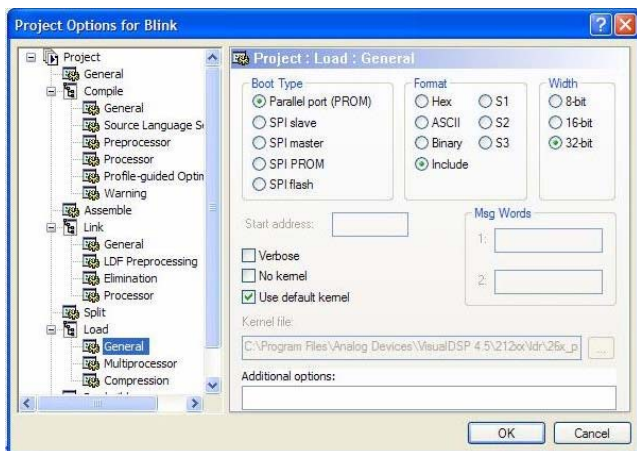 Project Options for Blink
Project
General
Compile
General
Source Language S
Preprocessor
Processor
Profile-guided Optin
Warning
Assemble
Link
General
LDF Preprocessing
Elimination
Processor
Split
Load
General
Multiprocessor
Compression
Project : Load : General
Boot Type
Parallel port (PROM)
SPI slave
SPI master
SPI PROM
SPI flash
Format
Hex
S1
ASCII
S2
Binary
S3
Include
Width
8-bit
16-bit
32-bit
Start address:
Msg Words
1:
2:
Verbose
No kernel
Use default kernel
Kernel file:
C:\Program Files\Analog Devices\VisualDSP 4.5\212xx\ldr\26x_p
...
Additional options:
OK
Cancel